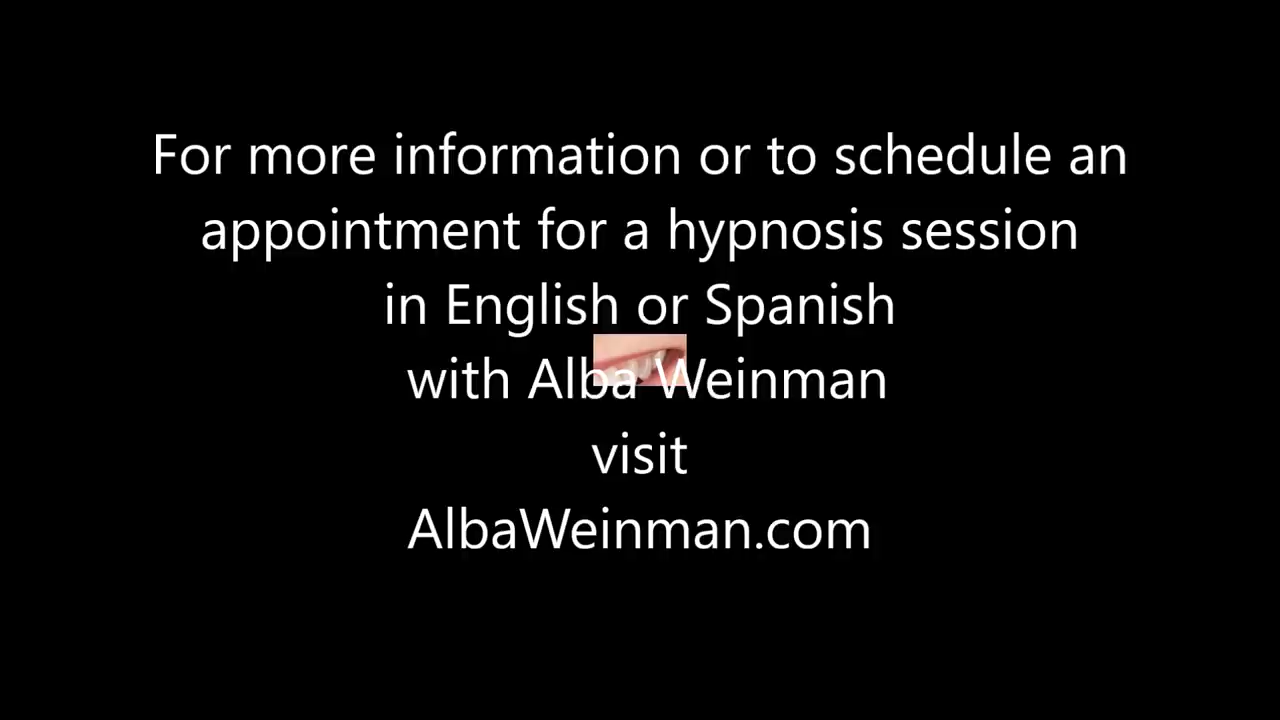 For more information or to schedule an
appointment for a hypnosis session
in English or Spanish
with Alba Weinman
visit
AlbaWeinman.com